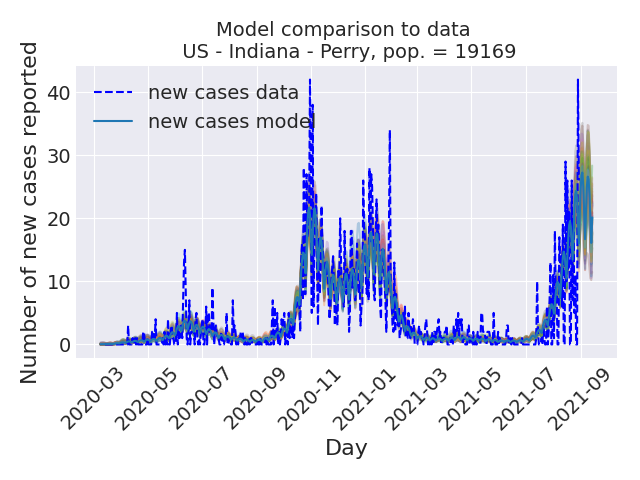 Model comparison to data
US - Indiana - Perry, pop. = 19169
Number of new cases reported
40
30
20
10
0
new cases data
new cases model
2020-03
2020-05
2020-07
2020-09
2020-11
2021-01
2021-03
2021-05
2021-07
2021-09
Day